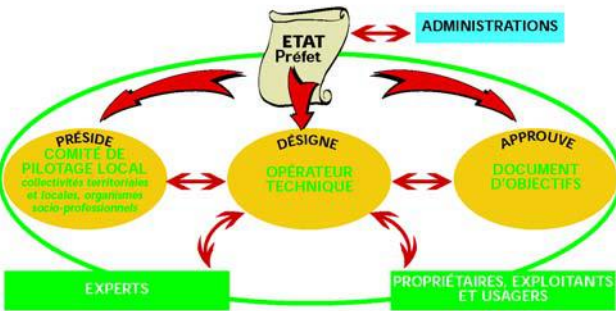 ETAT
Préfet
ADMINISTRATIONS
PRÉSIDE
COMITÉ DE
PILOTAGE LOCAL
collectivités territoriales
et locales, organismes
socio-professionnels
DÉSIGNE
OPÉRATEUR
TECHNIQUE
APPROUVE
DOCUMENT
D'OBJECTIFS
EXPERTS
PROPRIÉTAIRES, EXPLOITANTS
ET USAGERS